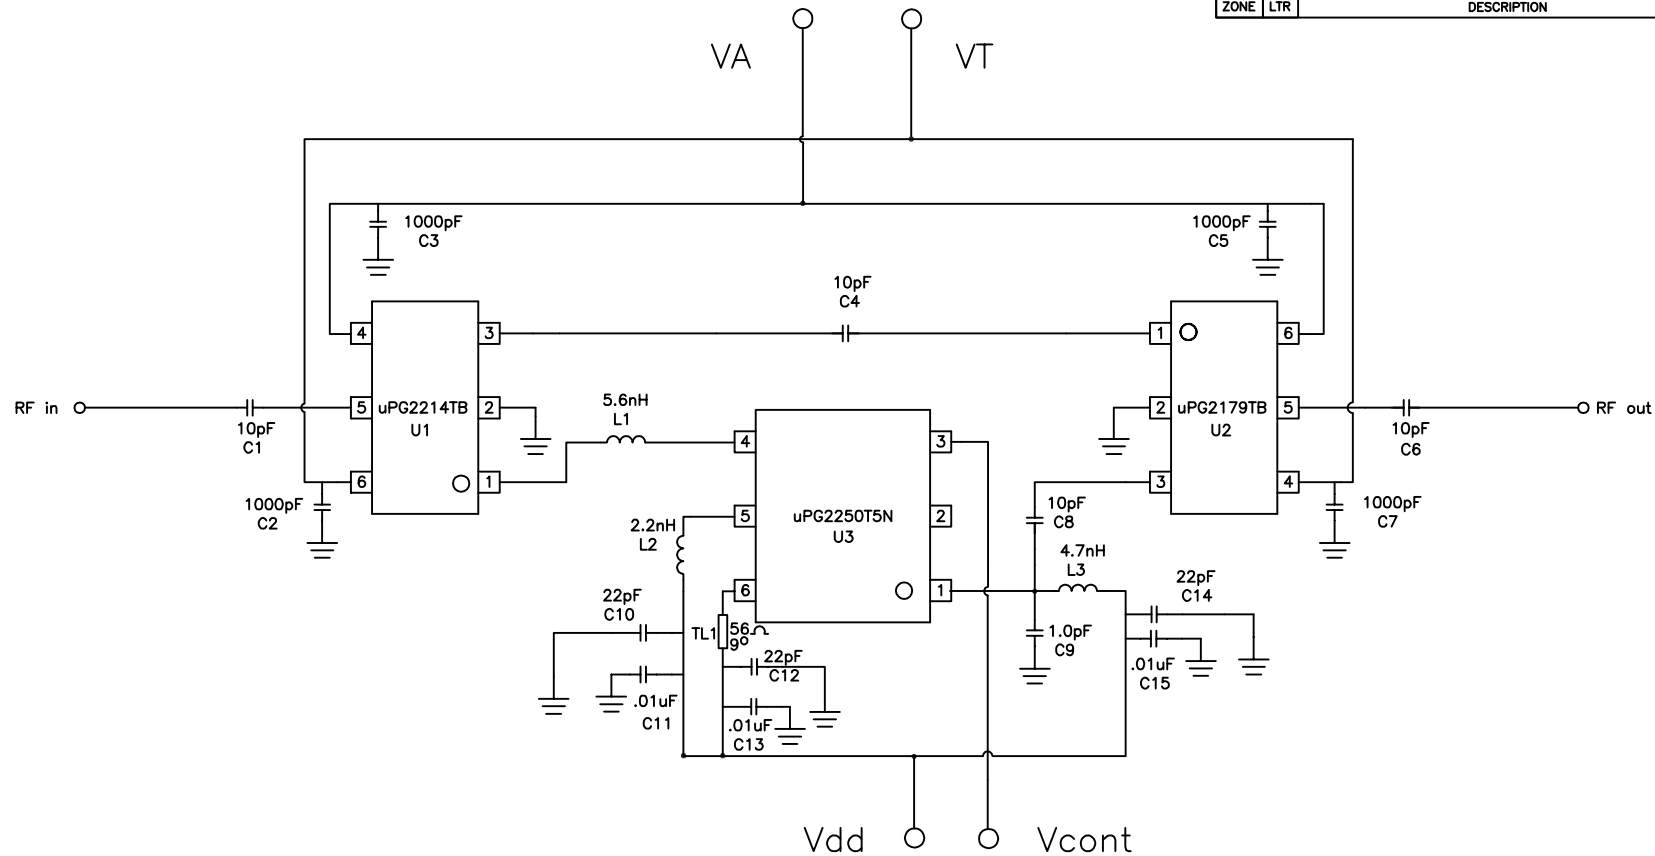 ZONE LTR DESCRIPTION
VA VT
1000pF
C3
1000pF
C5
10pF
C4
4 3 1 6
RF in 5 uPG2214TB 2
U1
10pF
C1
6 1
1000pF
C2
5.6nH
L1
2 uPG2179TB 5 RF out
U2
10pF
C6
3 4
1000pF
C7
4 3
5 uPG2250T5N 2
U3
6 1
2.2nH
L2
10pF
C8
4.7nH
L3
22pF
C10
TL1 56
9°
22pF
C12
.01uF
C11
.01uF
C13
1.0pF
C9
22pF
C14
.01uF
C15
Vdd Vcont